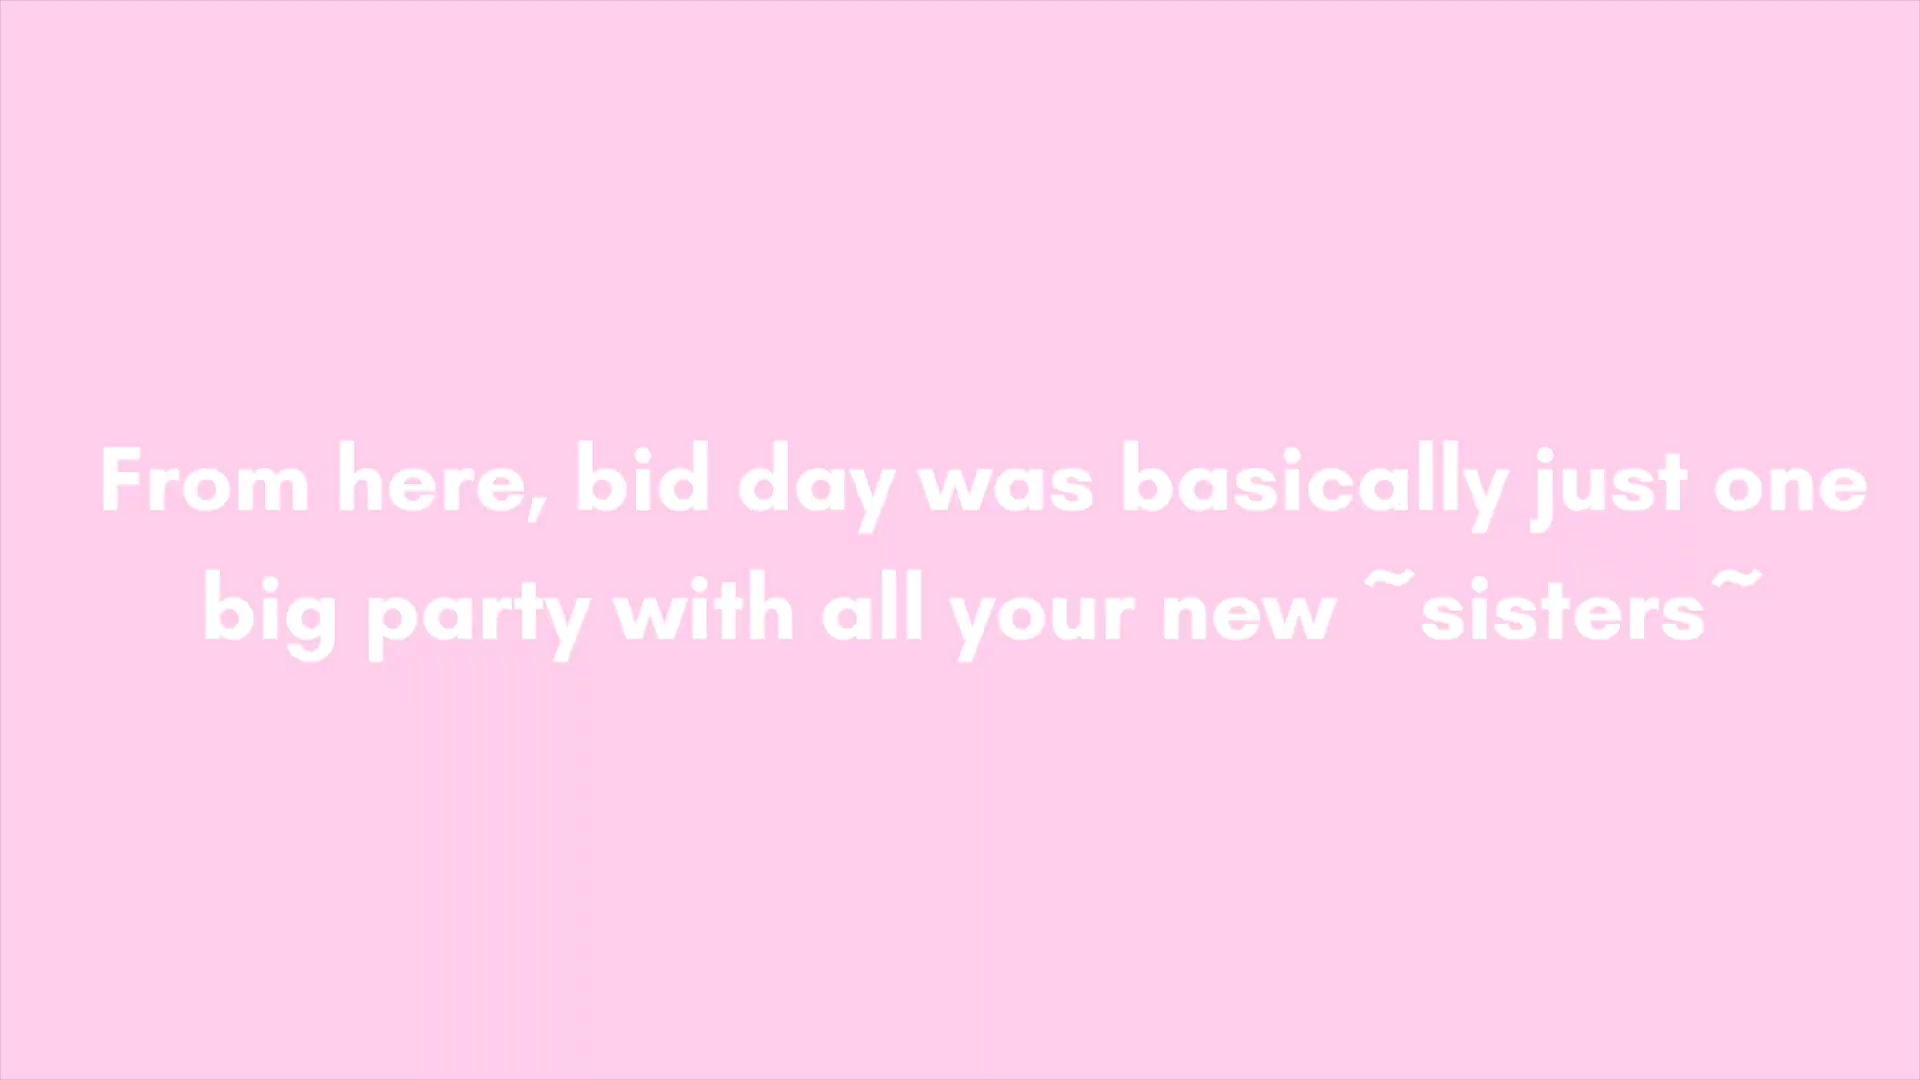 From here, bid day was basically just one
big party with all your new ~sisters~